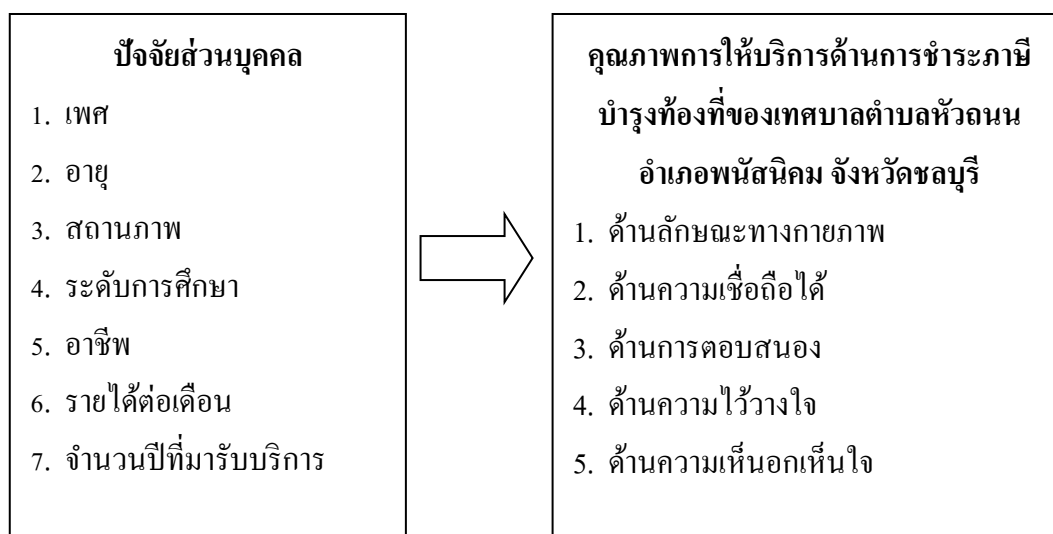 ปัจจัยส่วนบุคคล
1. เพศ
2. อายุ
3. สถานภาพ
4. ระดับการศึกษา
5. อาชีพ
6. รายได้ต่อเดือน
7. จำนวนปีที่มารับบริการ
คุณภาพการให้บริการด้านการชำระภาษี
บำรุงท้องที่ของเทศบาลตำบลหัวถนน
อำเภอพนัสนิคม จังหวัดชลบุรี
1. ด้านลักษณะทางกายภาพ
2. ด้านความเชื่อถือได้
3. ด้านการตอบสนอง
4. ด้านความไว้วางใจ
5. ด้านความเห็นอกเห็นใจ